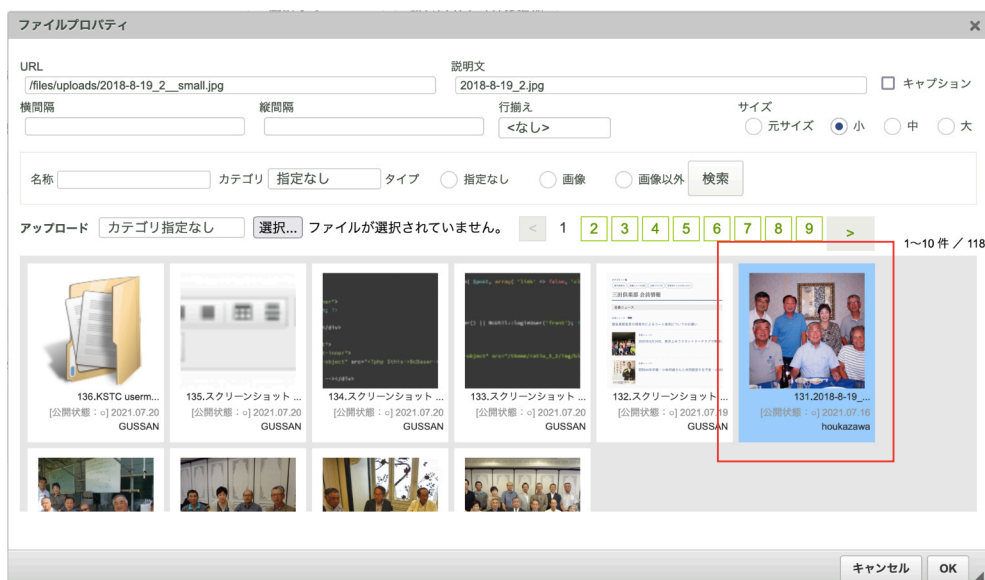 ファイルプロパティ
URL
/files/uploads/2018-8-19_2__small.jpg
説明文
2018-8-19_2.jpg
キャプション
横間隔
縦間隔
行揃え
<なし>
サイズ
元サイズ 小 中 大
名称 カテゴリ 指定なし タイプ 指定なし 画像 画像以外 検索
アップロード カテゴリ指定なし 選択... ファイルが選択されていません。 < 1 2 3 4 5 6 7 8 9 >
1〜10 件 / 118
136.KSTC userm...
[公開状態：○] 2021.07.20
GUSSAN
135.スクリーンショット ...
[公開状態：○] 2021.07.20
GUSSAN
134.スクリーンショット ...
[公開状態：○] 2021.07.20
GUSSAN
133.スクリーンショット ...
[公開状態：○] 2021.07.20
GUSSAN
三沢倶楽部 会員情報
132.スクリーンショット ...
[公開状態：○] 2021.07.19
GUSSAN
131.2018-8-19_...
[公開状態：○] 2021.07.16
houkazawa
キャンセル OK